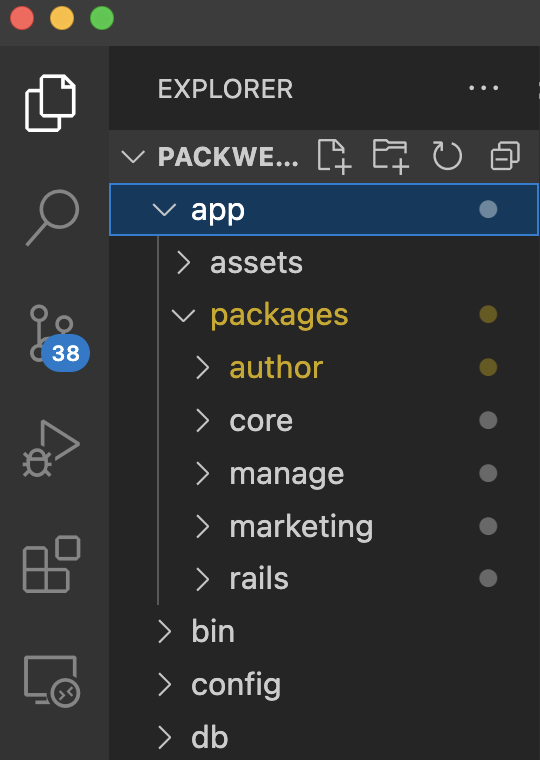 EXPLORER
PACKWE...
app
assets
packages
38
author
core
manage
marketing
rails
bin
config
db